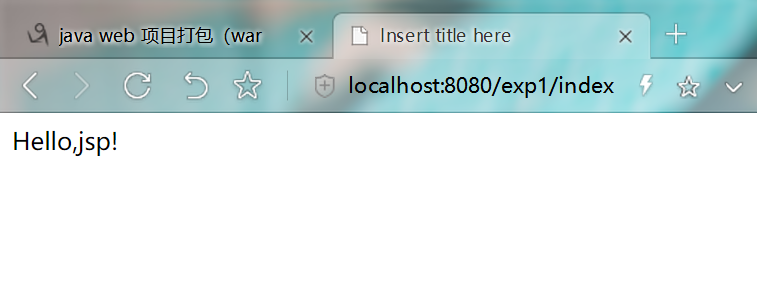 java web 项目打包（war
Insert title here
localhost:8080/exp1/index
Hello,jsp!